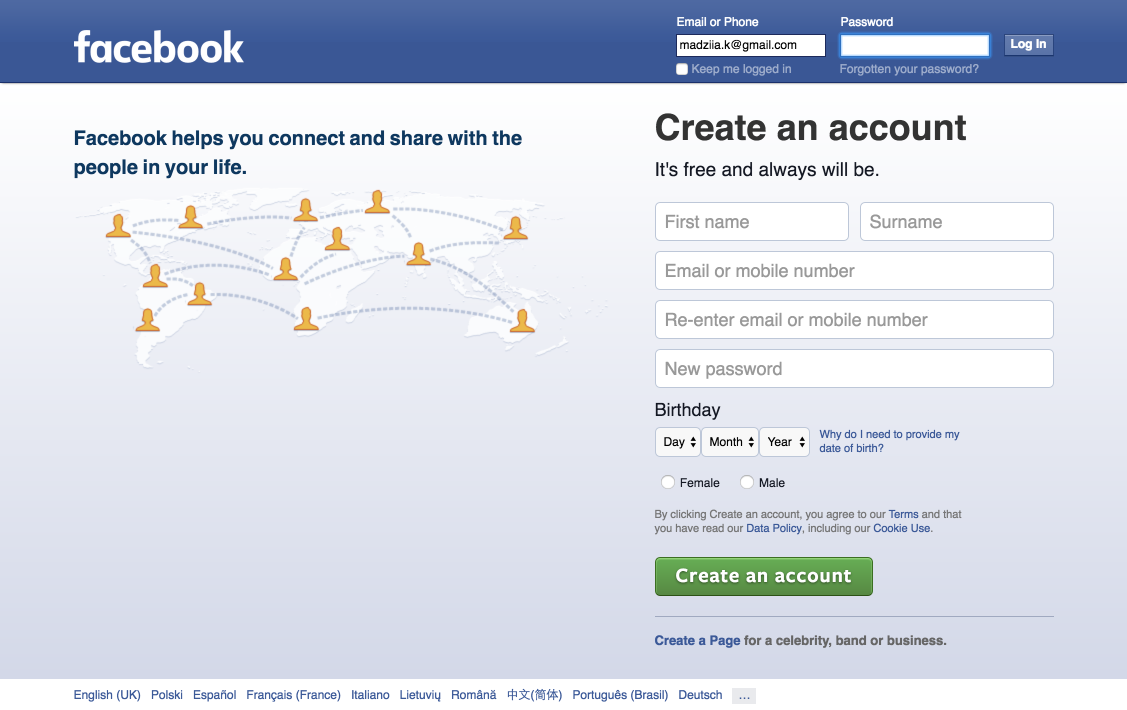 facebook
Email or Phone
Password
madziia.k@gmail.com
Log In
Keep me logged in
Forgotten your password?
Facebook helps you connect and share with the
people in your life.
Create an account
It's free and always will be.
First name
Surname
Email or mobile number
Re-enter email or mobile number
New password
Birthday
Day Month Year
Why do I need to provide my
date of birth?
Female Male
By clicking Create an account, you agree to our Terms and that
you have read our Data Policy, including our Cookie Use.
Create an account
Create a Page for a celebrity, band or business.
English (UK) Polski Español Français (France) Italiano Lietuvių Română 中文(简体) Português (Brasil) Deutsch ...